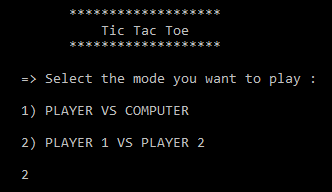 *******************
Tic Tac Toe
*******************
=> Select the mode you want to play :
1) PLAYER VS COMPUTER
2) PLAYER 1 VS PLAYER 2
2